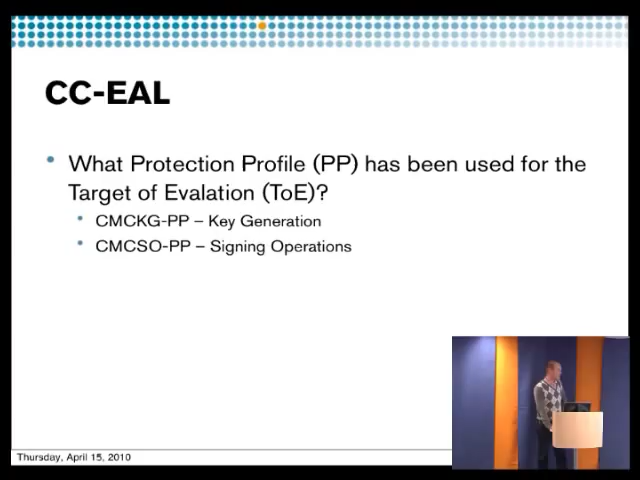 CC-EAL
• What Protection Profile (PP) has been used for the
Target of Evalation (ToE)?
• CMCKG-PP – Key Generation
• CMCSO-PP – Signing Operations
Thursday, April 15, 2010